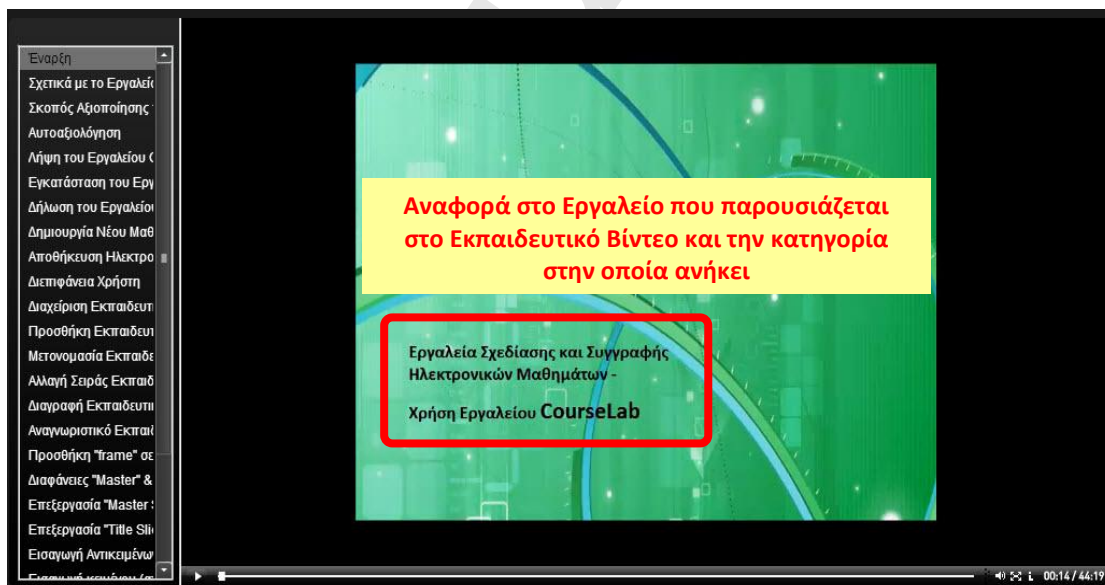 Έναρξη
Σχετικά με το Εργαλείο
Σκοπός Αξιοποίησης
Αυτοαξιολόγηση
Λήψη του Εργαλείου
Εγκατάσταση του Εργ
Δήλωση του Εργαλείου
Δημιουργία Νέου Μαθ
Αποθήκευση Ηλεκτρο
Διεπιφάνεια Χρήστη
Διαχείριση Εκπαιδευτι
Προσθήκη Εκπαιδευτ
Μετονομασία Εκπαιδε
Αλλαγή Σειράς Εκπαιδ
Διαγραφή Εκπαιδευτι
Αναγνωριστικό Εκπαιδ
Προσθήκη "frame" σε
Διαφάνειες "Master" &
Επεξεργασία "Master
Επεξεργασία "Title Sli
Εισαγωγή Αντικειμένω
Αναφορά στο Εργαλείο που παρουσιάζεται
στο Εκπαιδευτικό Βίντεο και την κατηγορία
στην οποία ανήκει
Εργαλεία Σχεδίασης και Συγγραφής
Ηλεκτρονικών Μαθημάτων -
Χρήση Εργαλείου CourseLab
00:14 / 44:19